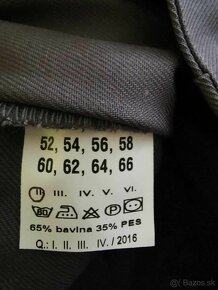 52, 54, 56, 58
60, 62, 64, 66
II. III. IV. V. VI.
65% bavlna 35% PES
Q.: I. II. III. IV./2016
bazos.sk